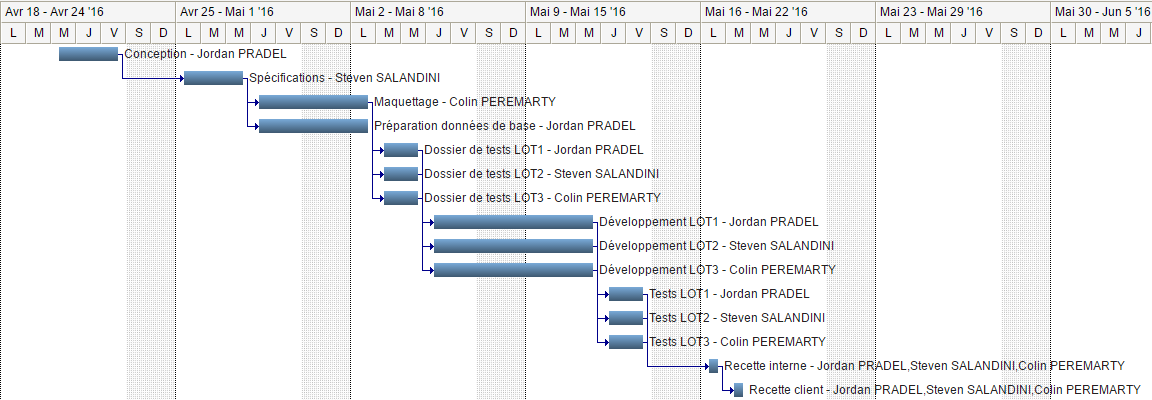 Avr 18 - Avr 24 '16 Avr 25 - Mai 1 '16 Mai 2 - Mai 8 '16 Mai 9 - Mai 15 '16 Mai 16 - Mai 22 '16 Mai 23 - Mai 29 '16 Mai 30 - Jun 5 '16
L M M J V S D L M M J V S D L M M J V S D L M M J V S D L M M J V S D L M M J V S D L M M J
Conception - Jordan PRADEL
Spécifications - Steven SALANDINI
Maquettage - Colin PEREMARTY
Préparation données de base - Jordan PRADEL
Dossier de tests LOT1 - Jordan PRADEL
Dossier de tests LOT2 - Steven SALANDINI
Dossier de tests LOT3 - Colin PEREMARTY
Développement LOT1 - Jordan PRADEL
Développement LOT2 - Steven SALANDINI
Développement LOT3 - Colin PEREMARTY
Tests LOT1 - Jordan PRADEL
Tests LOT2 - Steven SALANDINI
Tests LOT3 - Colin PEREMARTY
Recette interne - Jordan PRADEL,Steven SALANDINI,Colin PEREMARTY
Recette client - Jordan PRADEL,Steven SALANDINI,Colin PEREMARTY